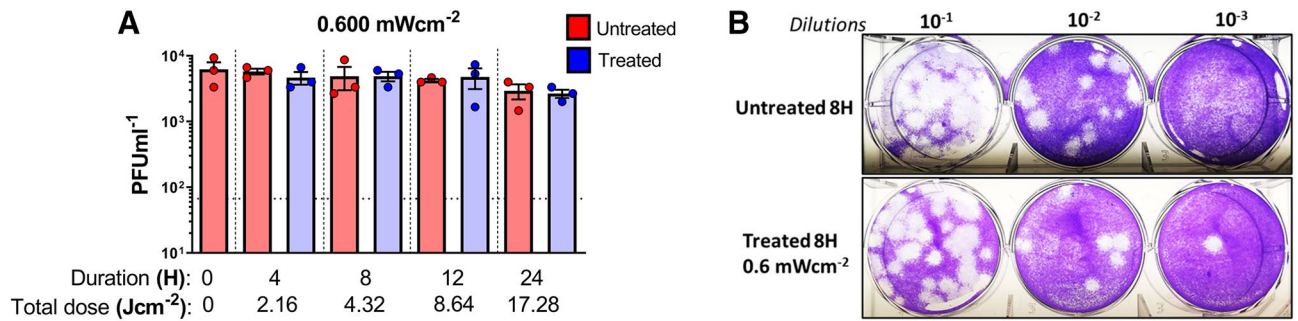 A
0.600 mWcm-2
Untreated
Treated
PFUml-1
10⁴
10³
10²
10¹
Duration (H): 0 4 8 12 24
Total dose (Jcm-2): 0 2.16 4.32 8.64 17.28
B
Dilutions 10-1 10-2 10-3
Untreated 8H
Treated 8H
0.6 mWcm-2